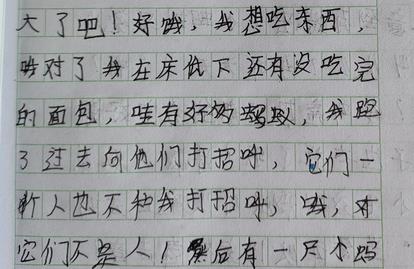 大了吧！好哦，我想吃东西，
哦对了我在床低下还有没吃完
的面包，哇有好多蚂蚁，我跑
了过去向他们打招呼，它们一
个人也不和我打招呼，哦，对
它们不是人！然后有一只小蚂